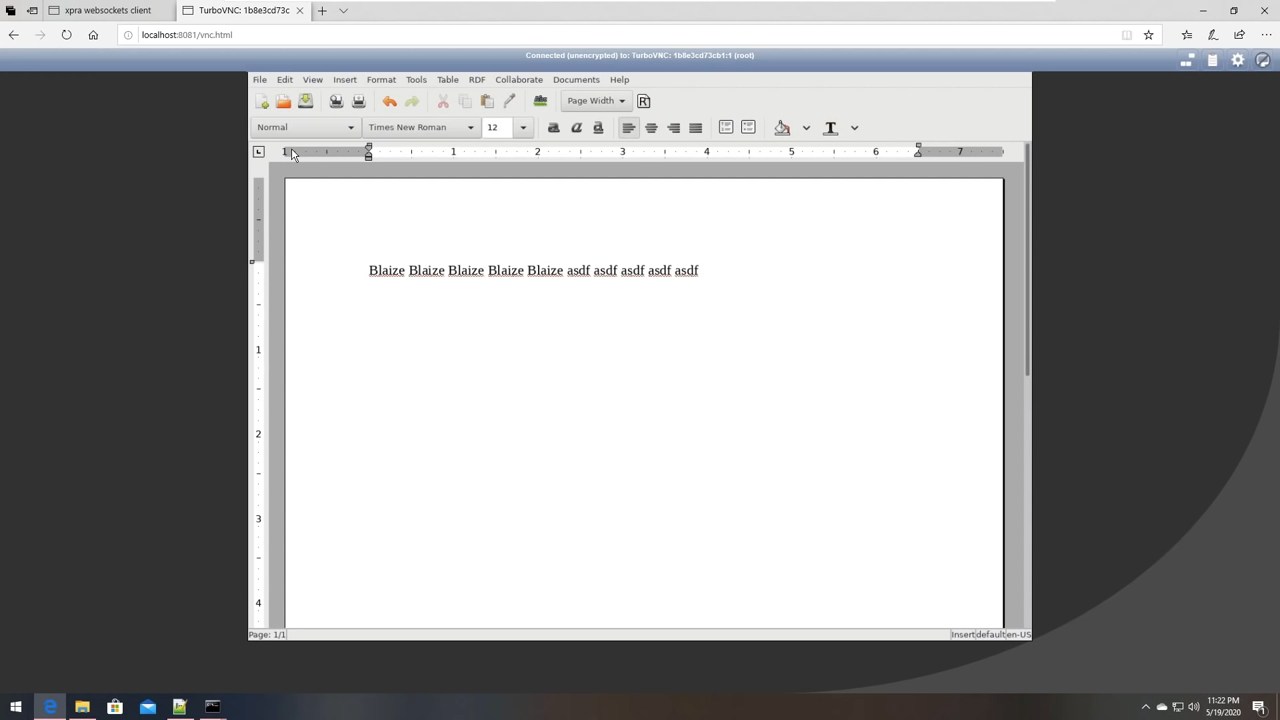 xpra websockets client
TurboVNC: 1b8e3cd73c
localhost:8081/vnc.html
Connected (unencrypted) to: TurboVNC: 1b8e3cd73cb1:1 (root)
File Edit View Insert Format Tools Table RDF Collaborate Documents Help
Page Width
Normal Times New Roman 12
1 1 2 3 4 5 6 7
Blaize Blaize Blaize Blaize Blaize asdf asdf asdf asdf asdf
1
2
3
4
Page: 1/1 Insert default en-US
11:22 PM
5/19/2020